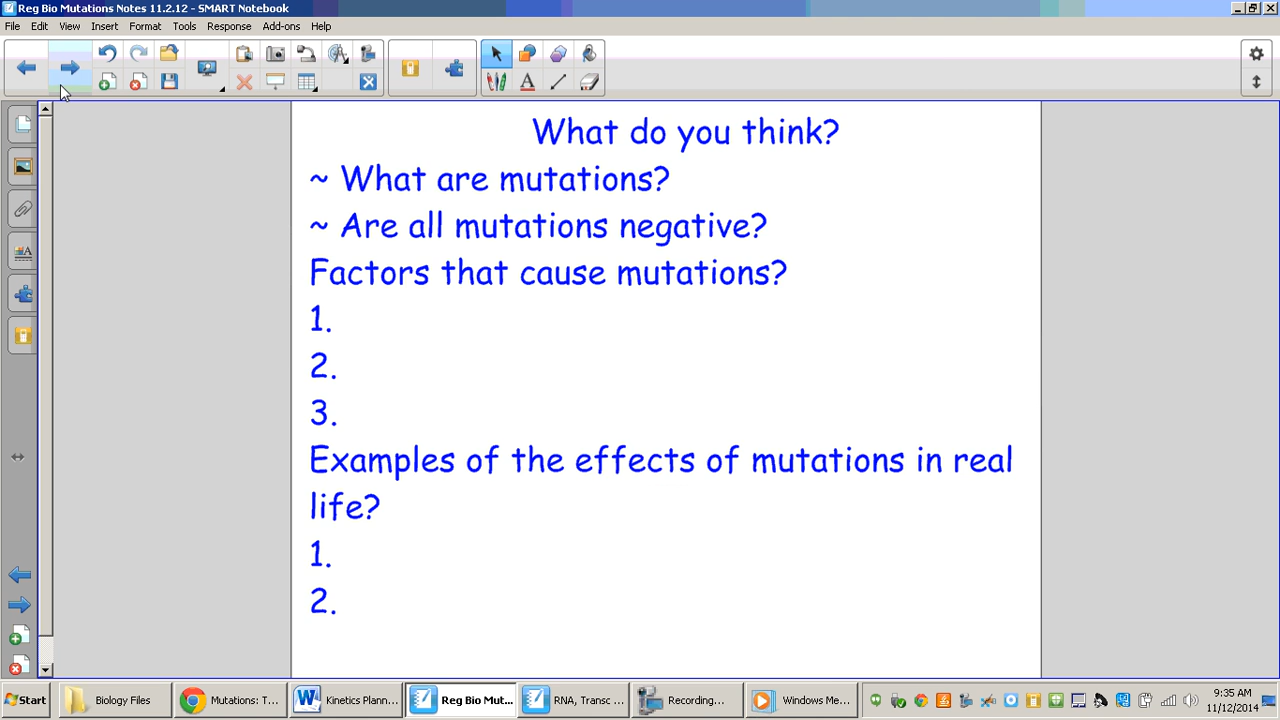 Reg Bio Mutations Notes 11.2.12 - SMART Notebook
File Edit View Insert Format Tools Response Add-ons Help
What do you think?
~ What are mutations?
~ Are all mutations negative?
Factors that cause mutations?
1.
2.
3.
Examples of the effects of mutations in real
life?
1.
2.
Start Biology Files Mutations: T... Kinetics Plann... Reg Bio Mut... RNA, Transc ... Recording... Windows Me... 9:35 AM
11/12/2014